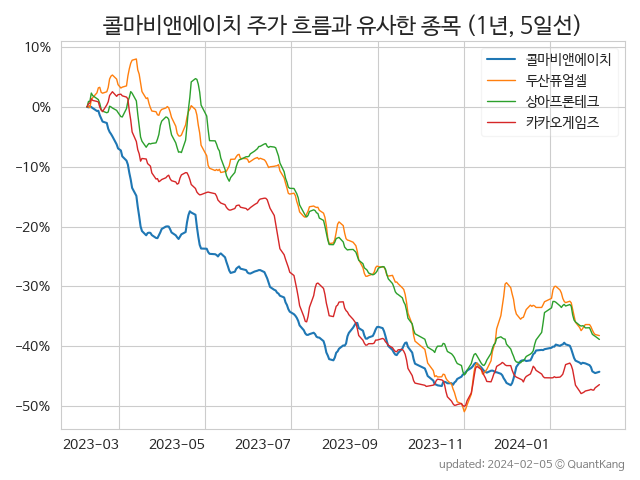 콜마비앤에이치 주가 흐름과 유사한 종목 (1년, 5일선)
콜마비앤에이치
두산퓨얼셀
상아프론테크
카카오게임즈
10%
0%
−10%
−20%
−30%
−40%
−50%
2023-03 2023-05 2023-07 2023-09 2023-11 2024-01
updated: 2024-02-05 © QuantKang